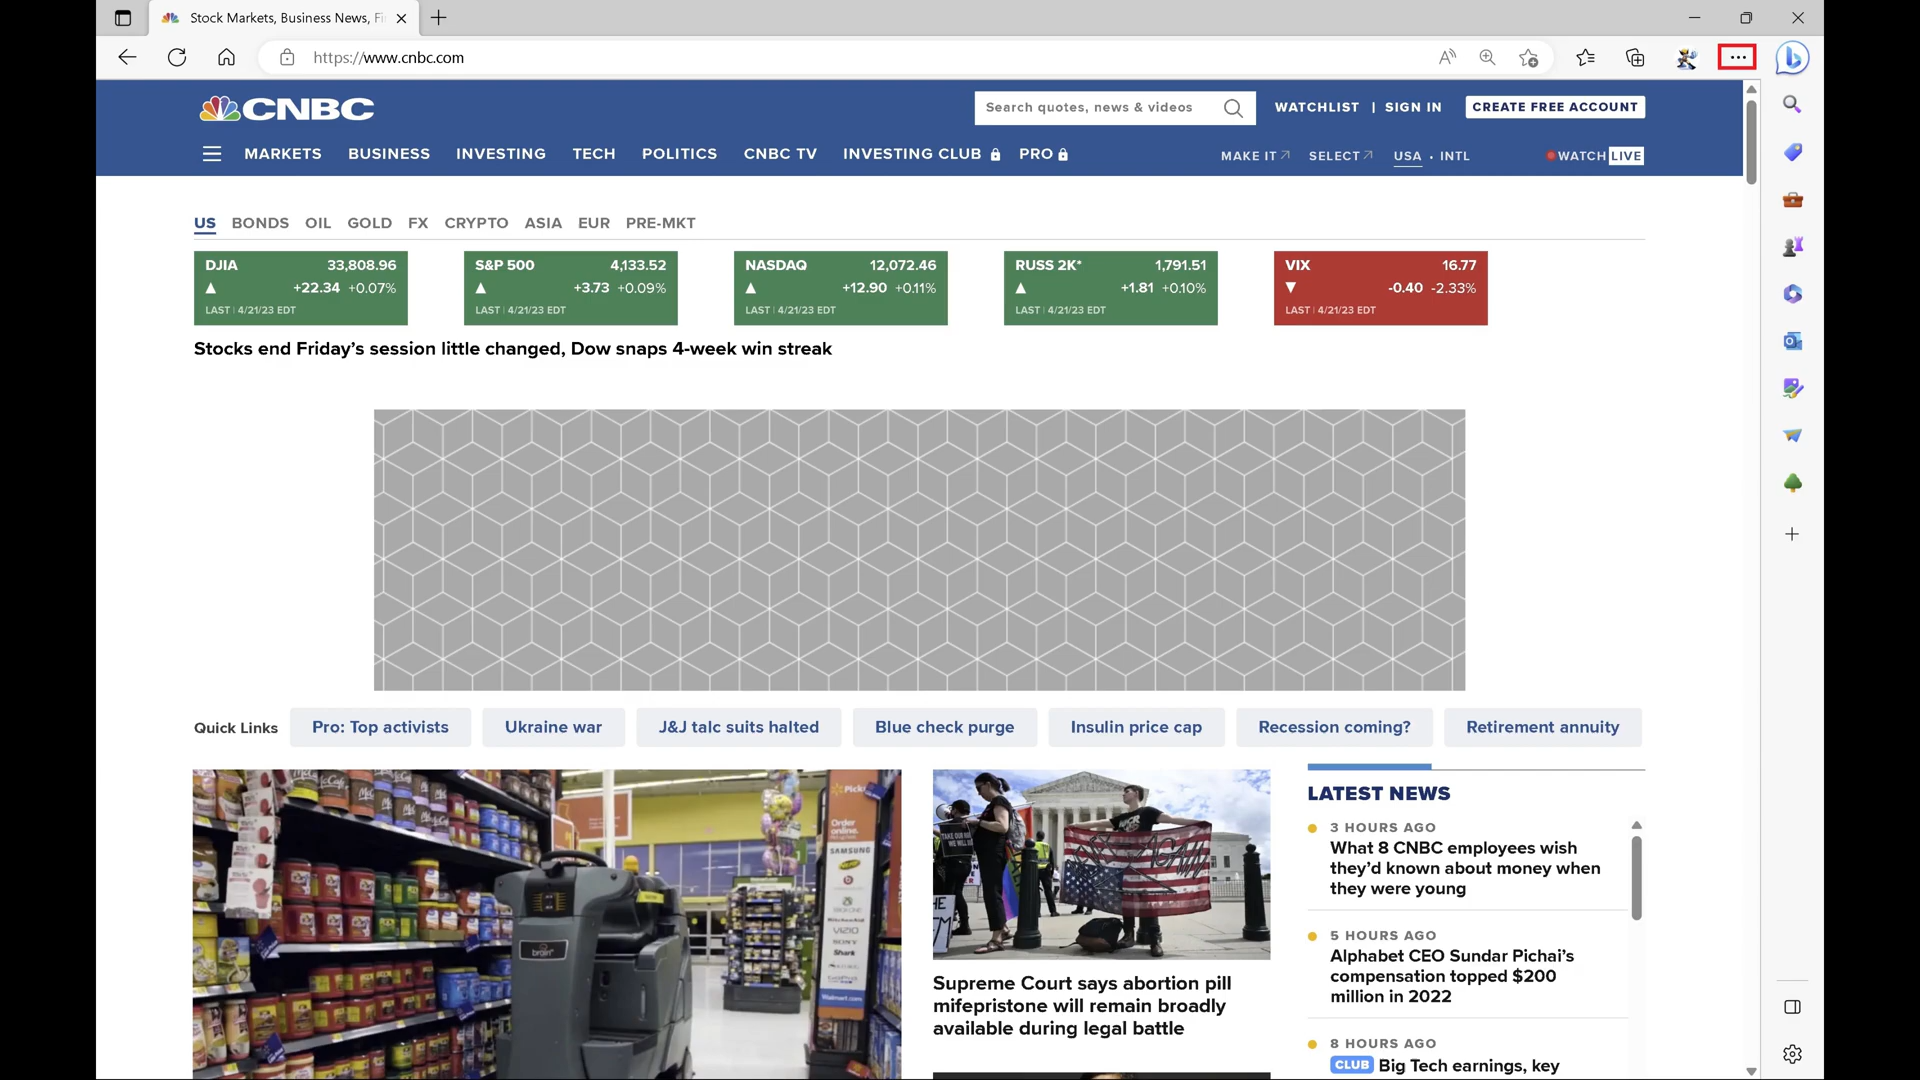 Stock Markets, Business News, Fi
https://www.cnbc.com
CNBC
Search quotes, news & videos
WATCHLIST | SIGN IN
CREATE FREE ACCOUNT
MARKETS BUSINESS INVESTING TECH POLITICS CNBC TV INVESTING CLUB PRO
MAKE IT SELECT USA • INTL
WATCH LIVE
US BONDS OIL GOLD FX CRYPTO ASIA EUR PRE-MKT
DJIA 33,808.96
+22.34 +0.07%
LAST | 4/21/23 EDT
S&P 500 4,133.52
+3.73 +0.09%
LAST | 4/21/23 EDT
NASDAQ 12,072.46
+12.90 +0.11%
LAST | 4/21/23 EDT
RUSS 2K* 1,791.51
+1.81 +0.10%
LAST | 4/21/23 EDT
VIX 16.77
-0.40 -2.33%
LAST | 4/21/23 EDT
Stocks end Friday’s session little changed, Dow snaps 4-week win streak
Quick Links
Pro: Top activists
Ukraine war
J&J talc suits halted
Blue check purge
Insulin price cap
Recession coming?
Retirement annuity
brain
Order
online.
SAMSUNG
VIZIO
SONY
Shark
Walmart.com
Supreme Court says abortion pill
mifepristone will remain broadly
available during legal battle
LATEST NEWS
3 HOURS AGO
What 8 CNBC employees wish
they’d known about money when
they were young
5 HOURS AGO
Alphabet CEO Sundar Pichai’s
compensation topped $200
million in 2022
8 HOURS AGO
CLUB Big Tech earnings, key